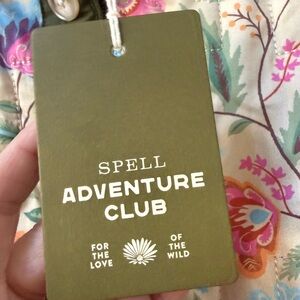 SPELL
ADVENTURE
CLUB
FOR
THE
LOVE
OF
THE
WILD